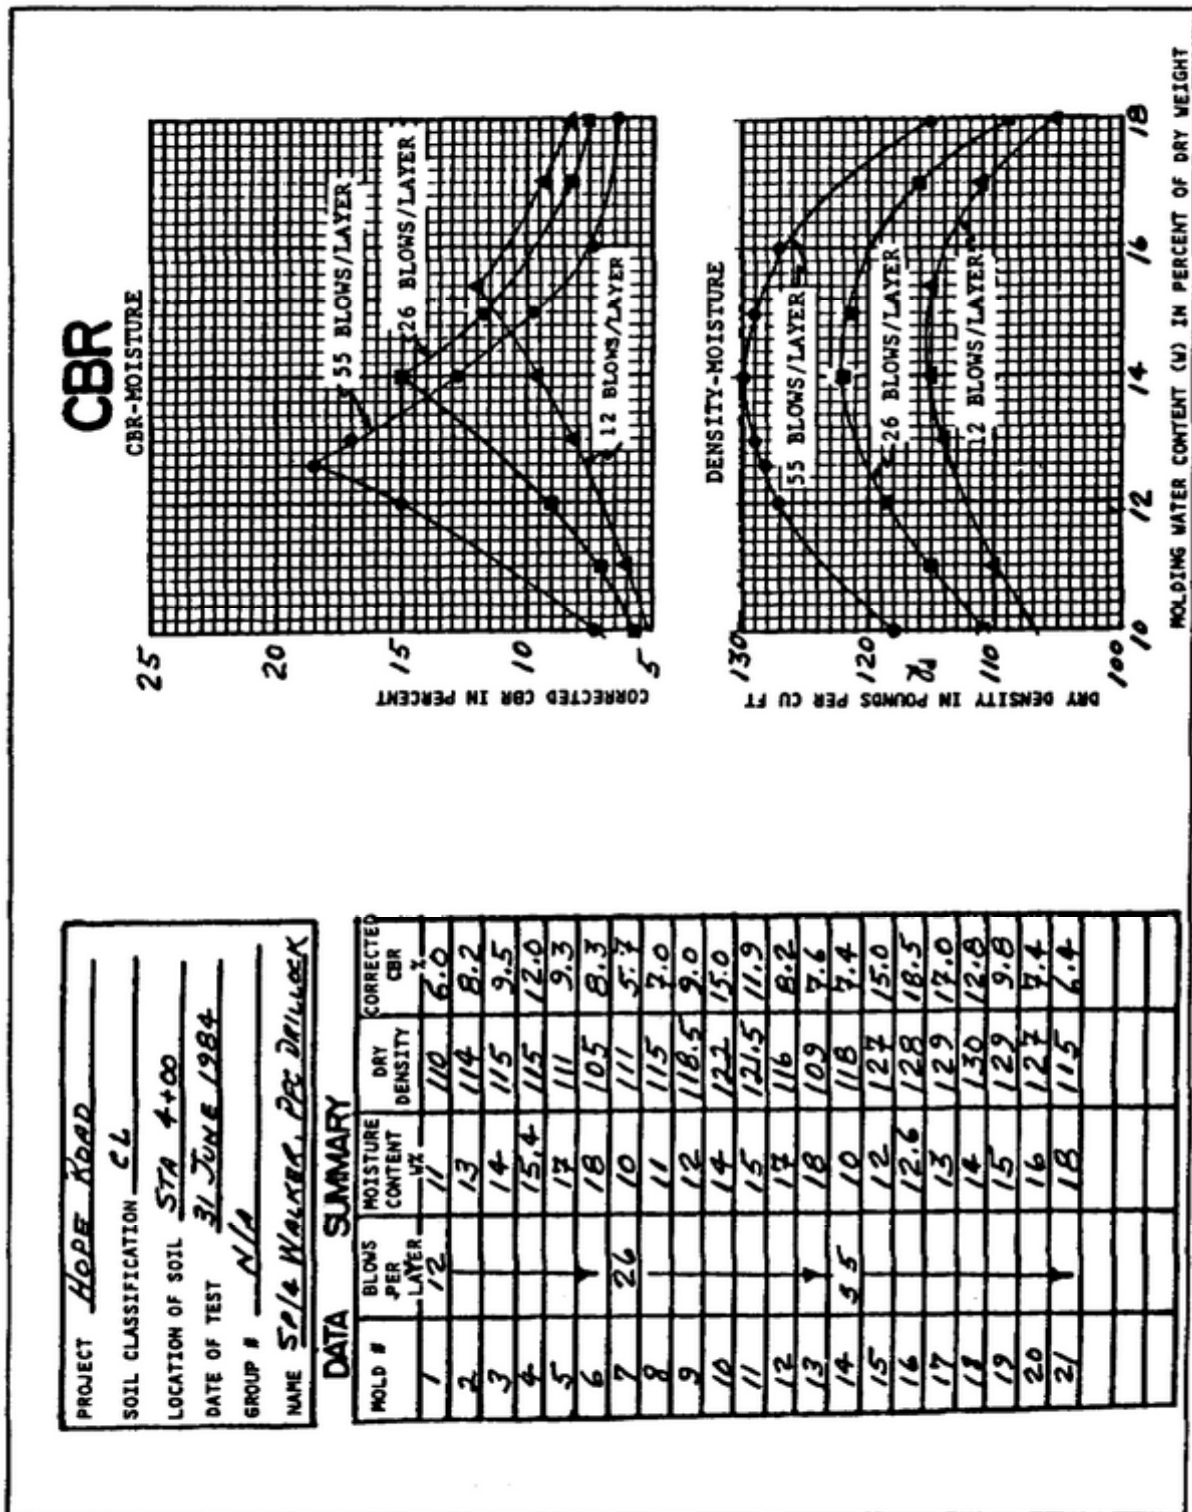 PROJECT HOPE ROAD
SOIL CLASSIFICATION CL
LOCATION OF SOIL STA 4+00
DATE OF TEST 31 JUNE 1984
GROUP # N/A
NAME SP/4 WALKER, PFC DRILLOCK
DATA SUMMARY
MOLD # BLOWS PER LAYER MOISTURE CONTENT W% DRY DENSITY CORRECTED CBR %
1 12 11 110 6.0
2 13 114 8.2
3 14 115 9.5
4 15.4 115 12.0
5 17 111 9.3
6 18 105 8.3
7 26 10 111 5.7
8 11 115 7.0
9 12 118.5 9.0
10 14 122 15.0
11 15 121.5 11.9
12 17 116 8.2
13 18 109 7.6
14 55 10 118 7.4
15 12 127 15.0
16 12.6 128 18.5
17 13 129 17.0
18 14 130 12.8
19 15 129 9.8
20 16 127 7.4
21 18 115 6.4
CBR
CBR-MOISTURE
25
20
15
10
5
CORRECTED CBR IN PERCENT
55 BLOWS/LAYER
26 BLOWS/LAYER
12 BLOWS/LAYER
DENSITY-MOISTURE
130
120
110
100
DRY DENSITY IN POUNDS PER CU FT
55 BLOWS/LAYER
26 BLOWS/LAYER
12 BLOWS/LAYER
10 12 14 16 18
MOLDING WATER CONTENT (W) IN PERCENT OF DRY WEIGHT